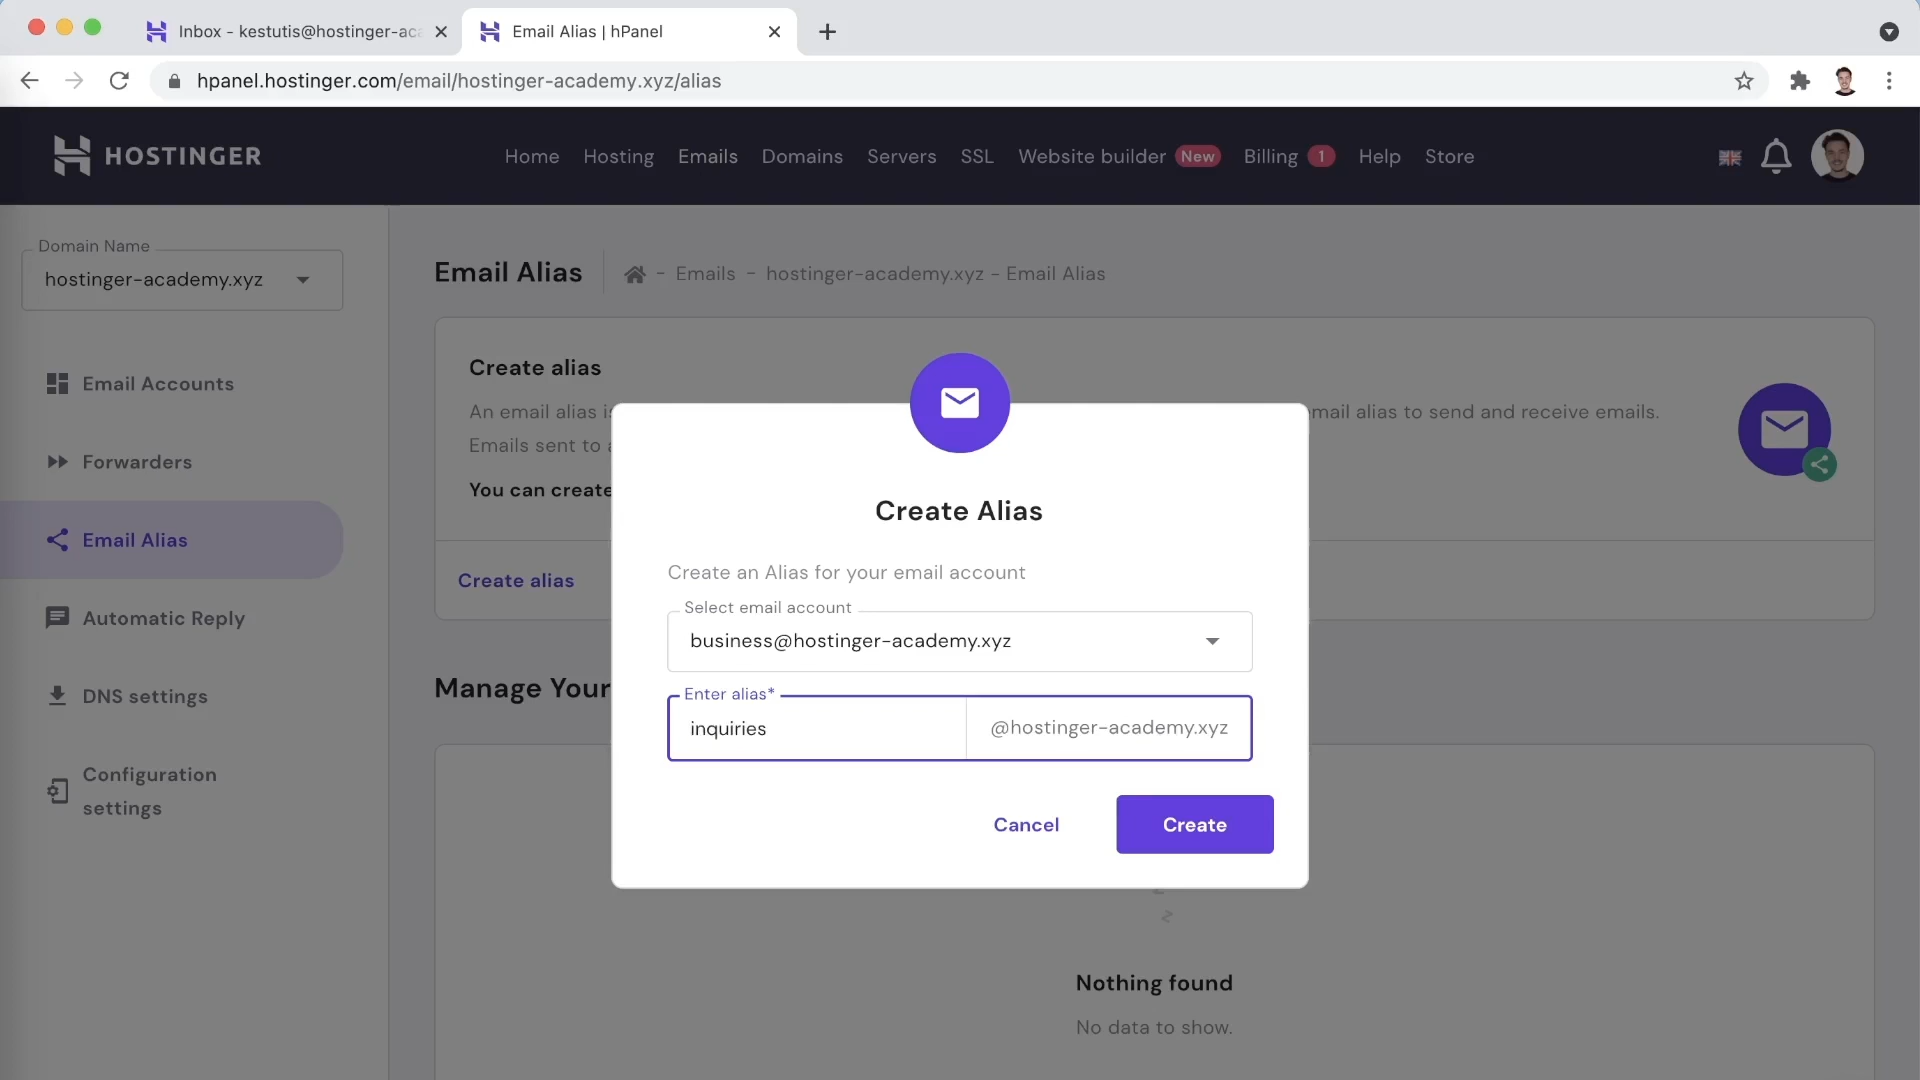 Inbox - kestutis@hostinger-aca
Email Alias | hPanel
hpanel.hostinger.com/email/hostinger-academy.xyz/alias
HOSTINGER
Home Hosting Emails Domains Servers SSL Website builder New Billing 1 Help Store
Domain Name
hostinger-academy.xyz
Email Accounts
Forwarders
Email Alias
Automatic Reply
DNS settings
Configuration
settings
Email Alias
- Emails - hostinger-academy.xyz - Email Alias
Create alias
An email alias mail alias to send and receive emails.
Emails sent to
You can create
Create alias
Manage Your
Create Alias
Create an Alias for your email account
Select email account
business@hostinger-academy.xyz
Enter alias*
inquiries @hostinger-academy.xyz
Cancel Create
Nothing found
No data to show.